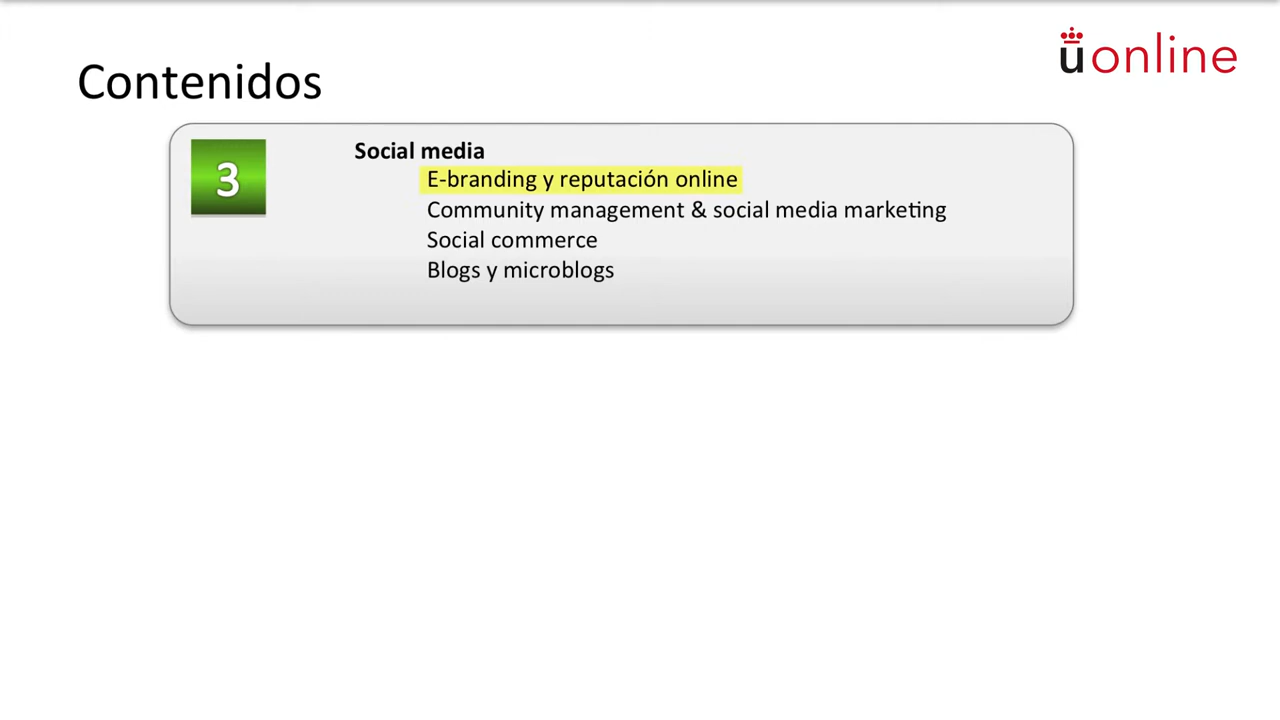 uonline
Contenidos
3
Social media
E-branding y reputación online
Community management & social media marketing
Social commerce
Blogs y microblogs